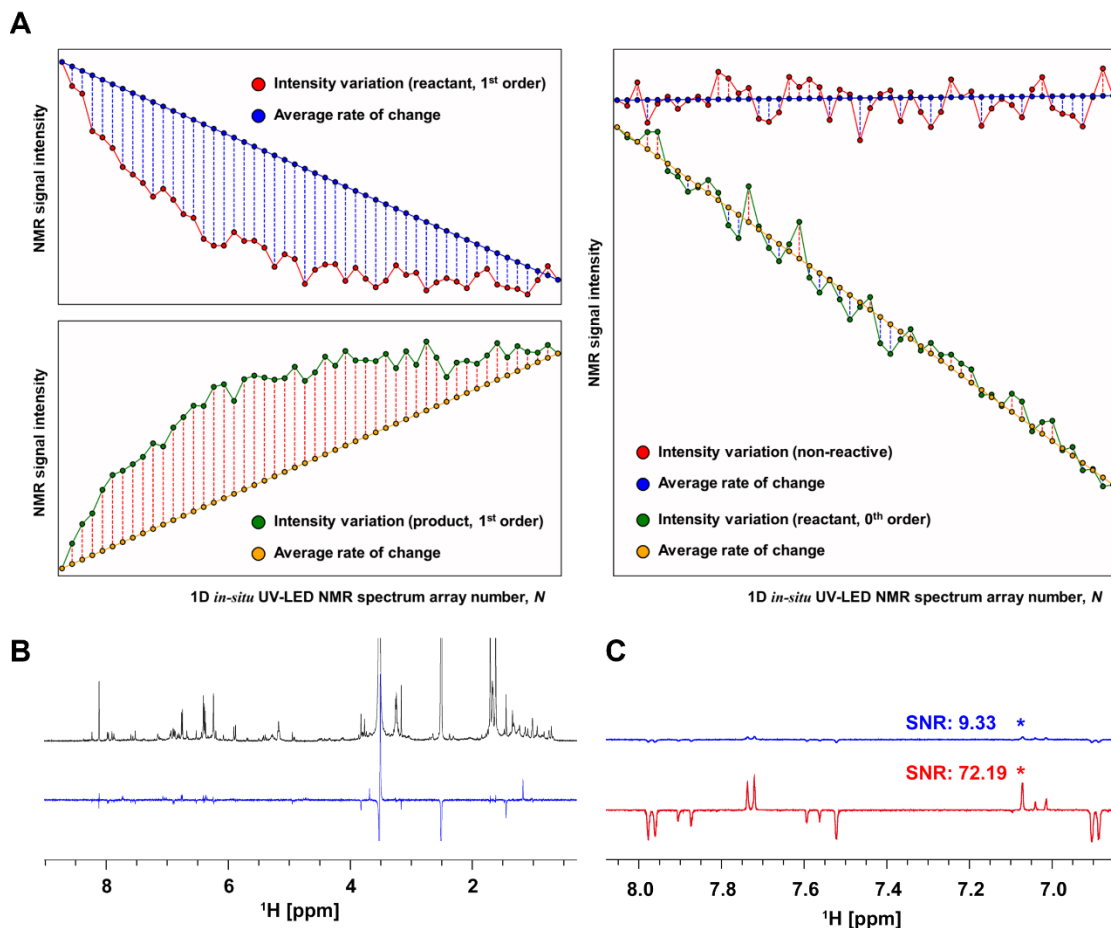 A
NMR signal intensity
Intensity variation (reactant, 1st order)
Average rate of change
NMR signal intensity
Intensity variation (product, 1st order)
Average rate of change
1D in-situ UV-LED NMR spectrum array number, N
NMR signal intensity
Intensity variation (non-reactive)
Average rate of change
Intensity variation (reactant, 0th order)
Average rate of change
1D in-situ UV-LED NMR spectrum array number, N
B
8 6 4 2
1H [ppm]
C
SNR: 9.33 *
SNR: 72.19 *
8.0 7.8 7.6 7.4 7.2 7.0
1H [ppm]